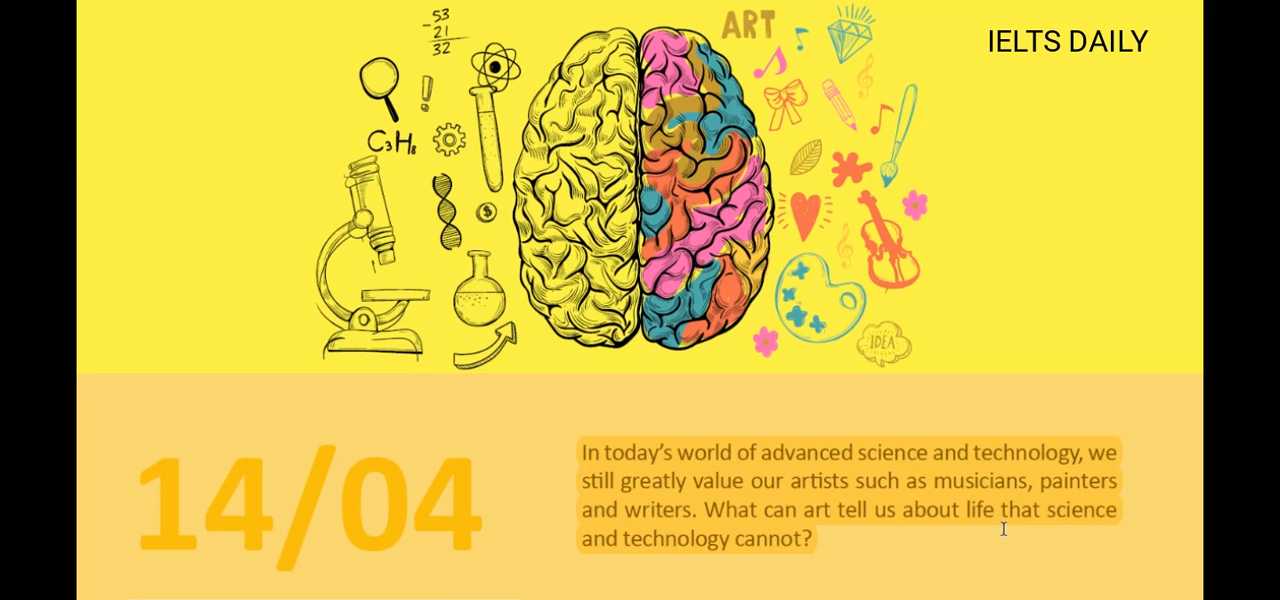 -53
21
32
ART
IELTS DAILY
!
C₃H₈
$
IDEA
14/04
In today's world of advanced science and technology, we
still greatly value our artists such as musicians, painters
and writers. What can art tell us about life that science
and technology cannot?